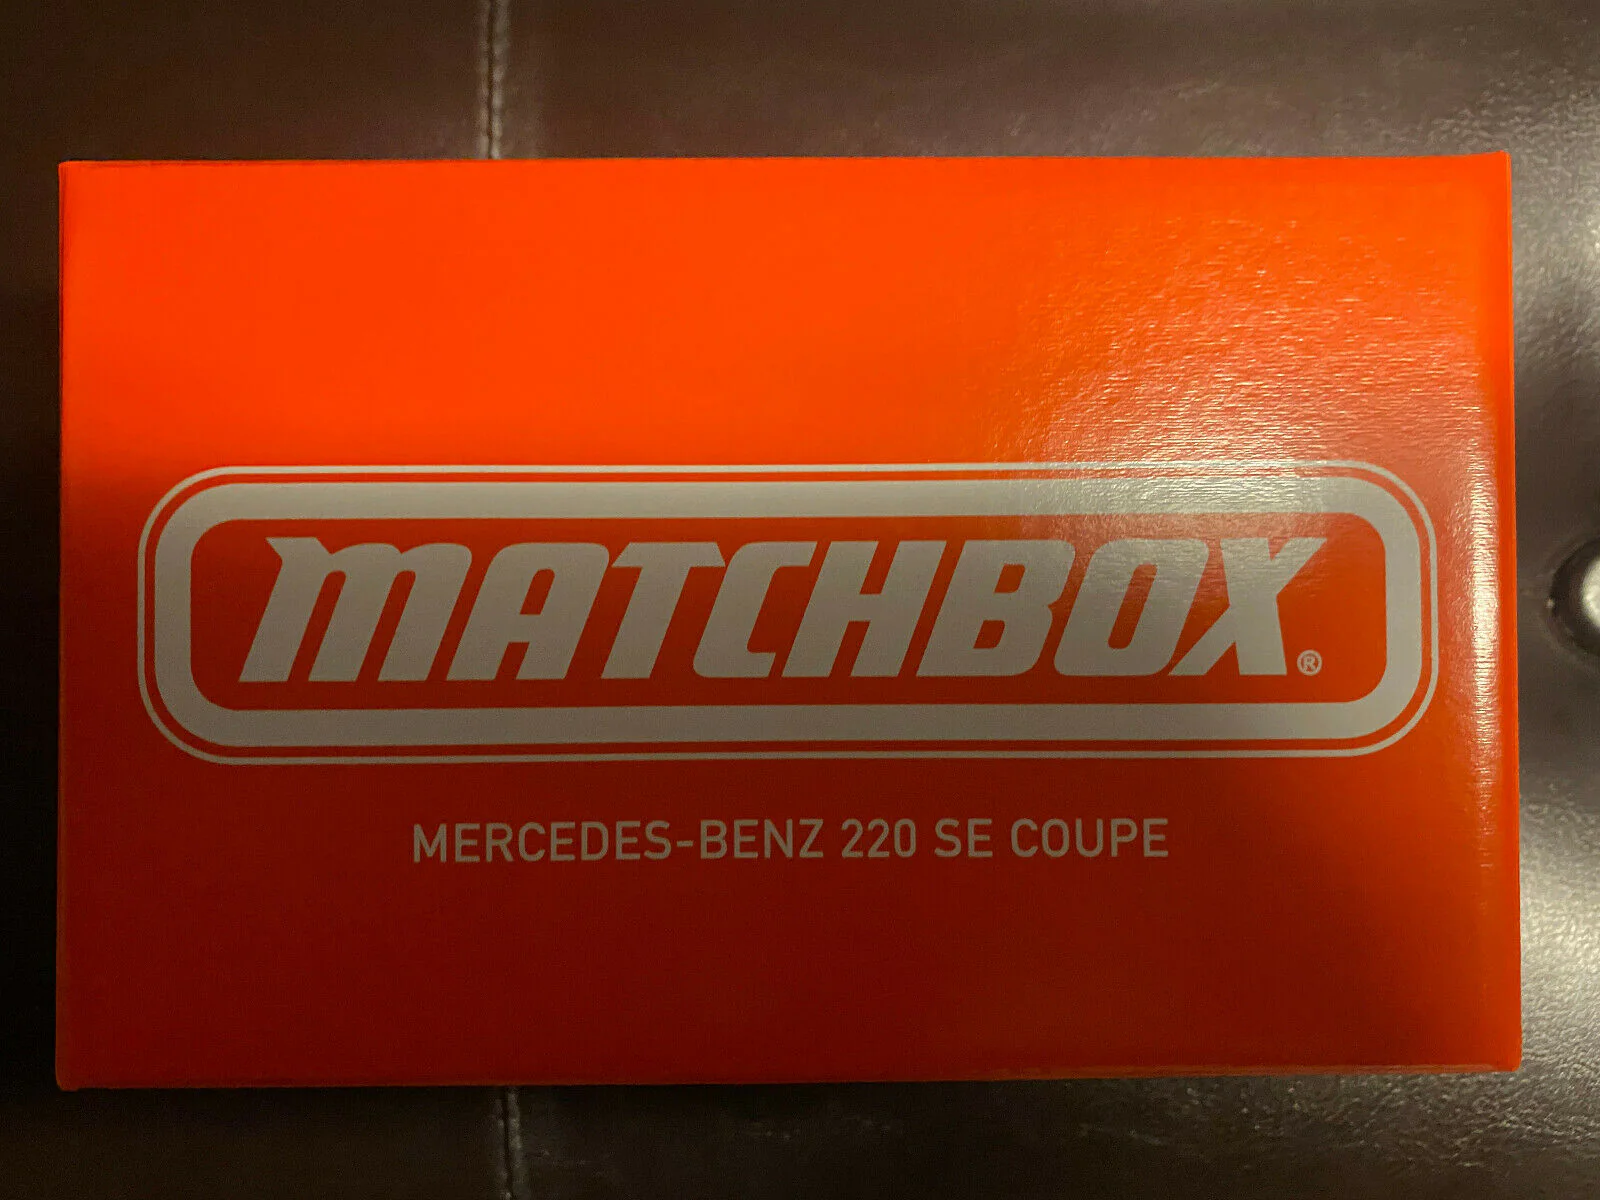 MATCHBOX®
MERCEDES-BENZ 220 SE COUPE